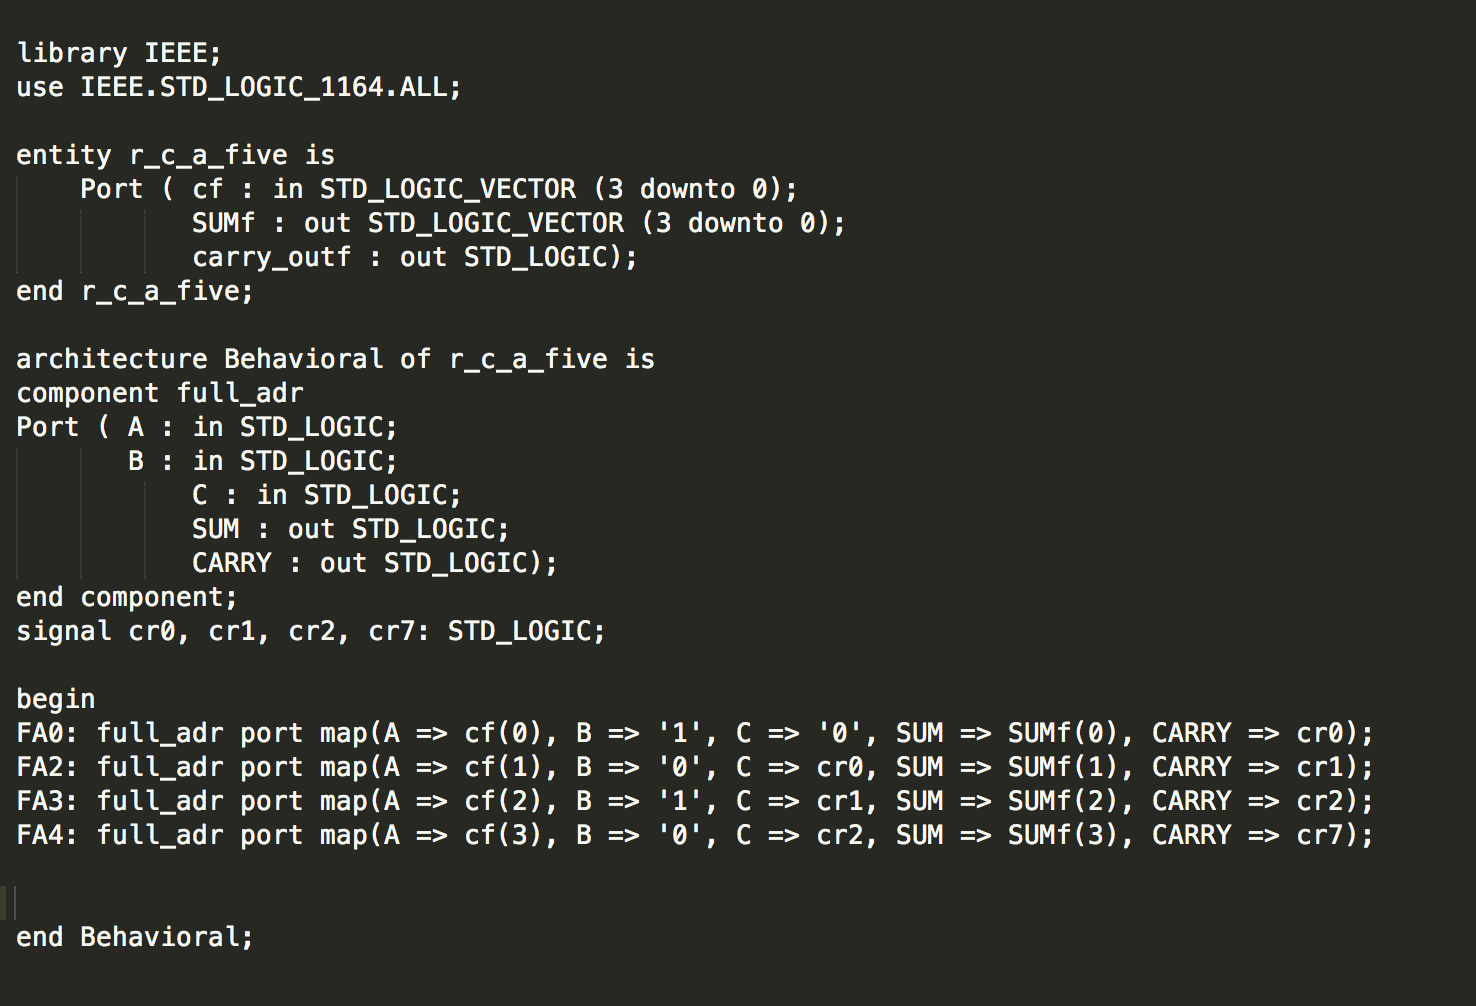 library IEEE;
use IEEE.STD_LOGIC_1164.ALL;
entity r_c_a_five is
Port ( cf : in STD_LOGIC_VECTOR (3 downto 0);
SUMf : out STD_LOGIC_VECTOR (3 downto 0);
carry_outf : out STD_LOGIC);
end r_c_a_five;
architecture Behavioral of r_c_a_five is
component full_adr
Port ( A : in STD_LOGIC;
B : in STD_LOGIC;
C : in STD_LOGIC;
SUM : out STD_LOGIC;
CARRY : out STD_LOGIC);
end component;
signal cr0, cr1, cr2, cr7: STD_LOGIC;
begin
FA0: full_adr port map(A => cf(0), B => '1', C => '0', SUM => SUMf(0), CARRY => cr0);
FA2: full_adr port map(A => cf(1), B => '0', C => cr0, SUM => SUMf(1), CARRY => cr1);
FA3: full_adr port map(A => cf(2), B => '1', C => cr1, SUM => SUMf(2), CARRY => cr2);
FA4: full_adr port map(A => cf(3), B => '0', C => cr2, SUM => SUMf(3), CARRY => cr7);
end Behavioral;